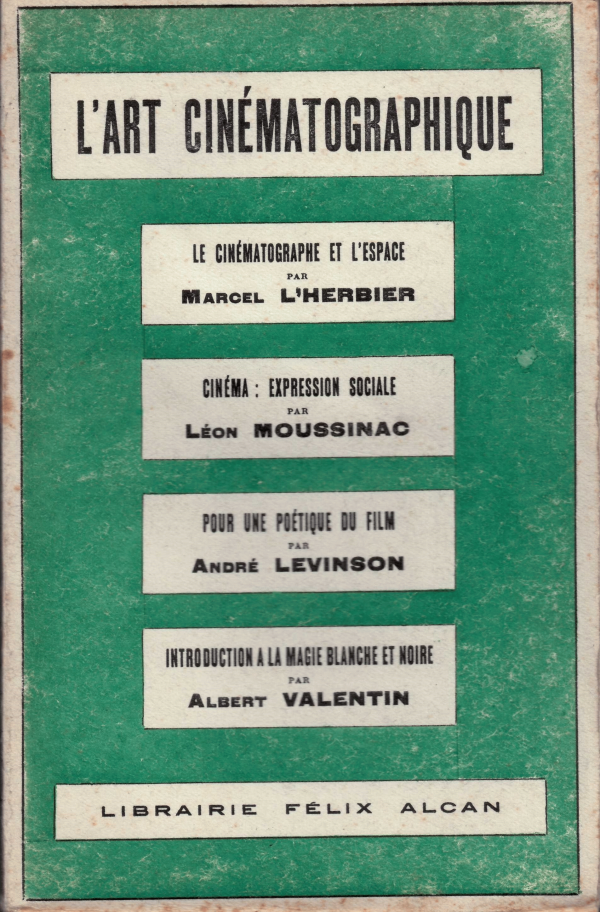 L'ART CINÉMATOGRAPHIQUE
LE CINÉMATOGRAPHE ET L'ESPACE
PAR
MARCEL L'HERBIER
CINÉMA : EXPRESSION SOCIALE
PAR
LÉON MOUSSINAC
POUR UNE POÉTIQUE DU FILM
PAR
ANDRÉ LEVINSON
INTRODUCTION A LA MAGIE BLANCHE ET NOIRE
PAR
ALBERT VALENTIN
LIBRAIRIE FÉLIX ALCAN